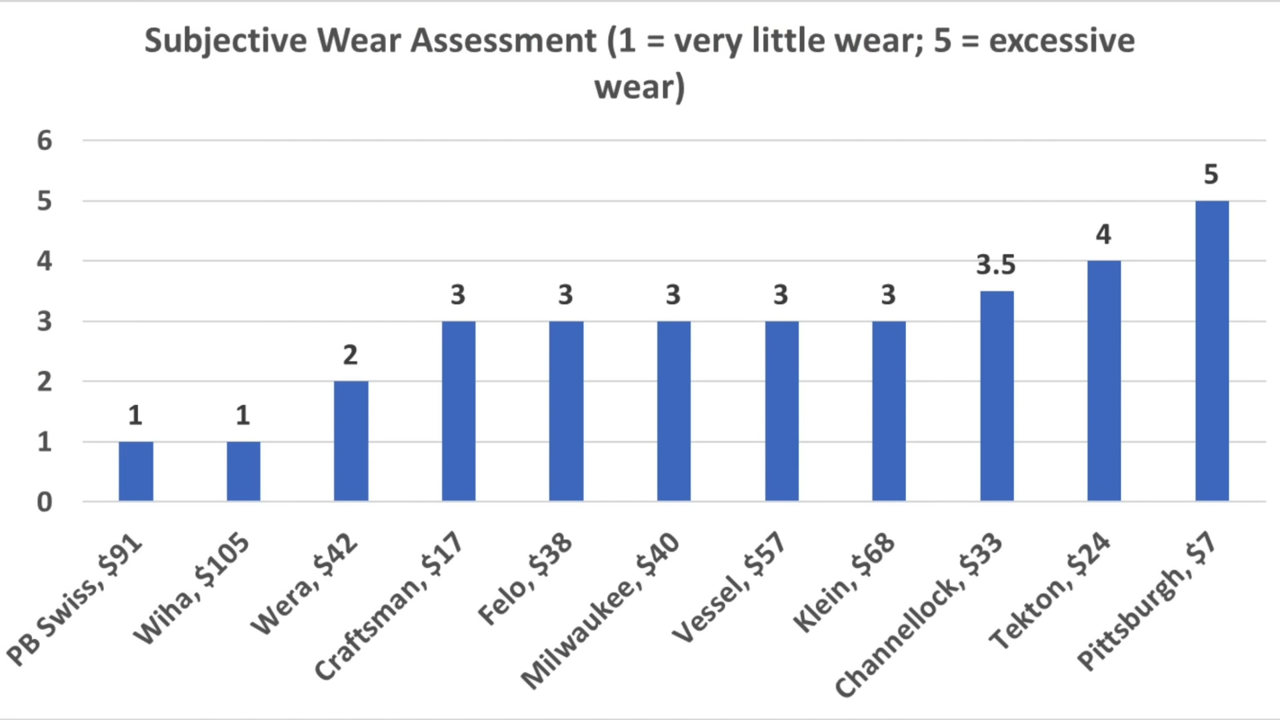 Subjective Wear Assessment (1 = very little wear; 5 = excessive
wear)
6
5
4
3
2
1
0
1
1
2
3
3
3
3
3
3.5
4
5
PB Swiss, $91
Wiha, $105
Wera, $42
Craftsman, $17
Felo, $38
Milwaukee, $40
Vessel, $57
Klein, $68
Channellock, $33
Tekton, $24
Pittsburgh, $7